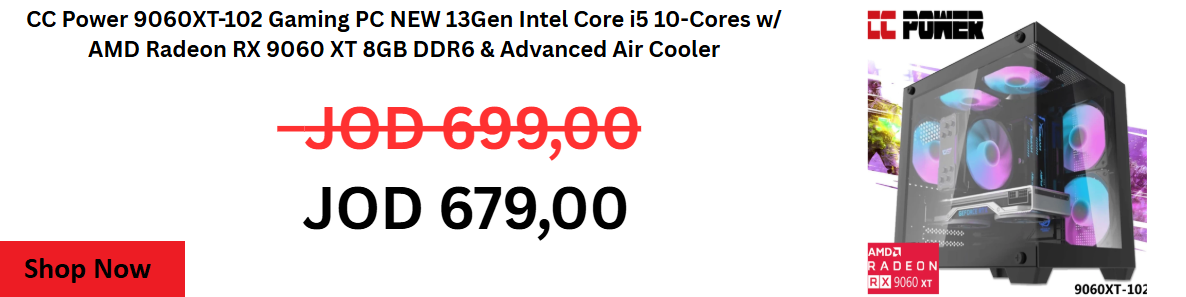 CC Power 9060XT-102 Gaming PC NEW 13Gen Intel Core i5 10-Cores w/
AMD Radeon RX 9060 XT 8GB DDR6 & Advanced Air Cooler
JOD 699,00
JOD 679,00
Shop Now
CC POWER
AMD
RADEON
RX 9060 XT
9060XT-102